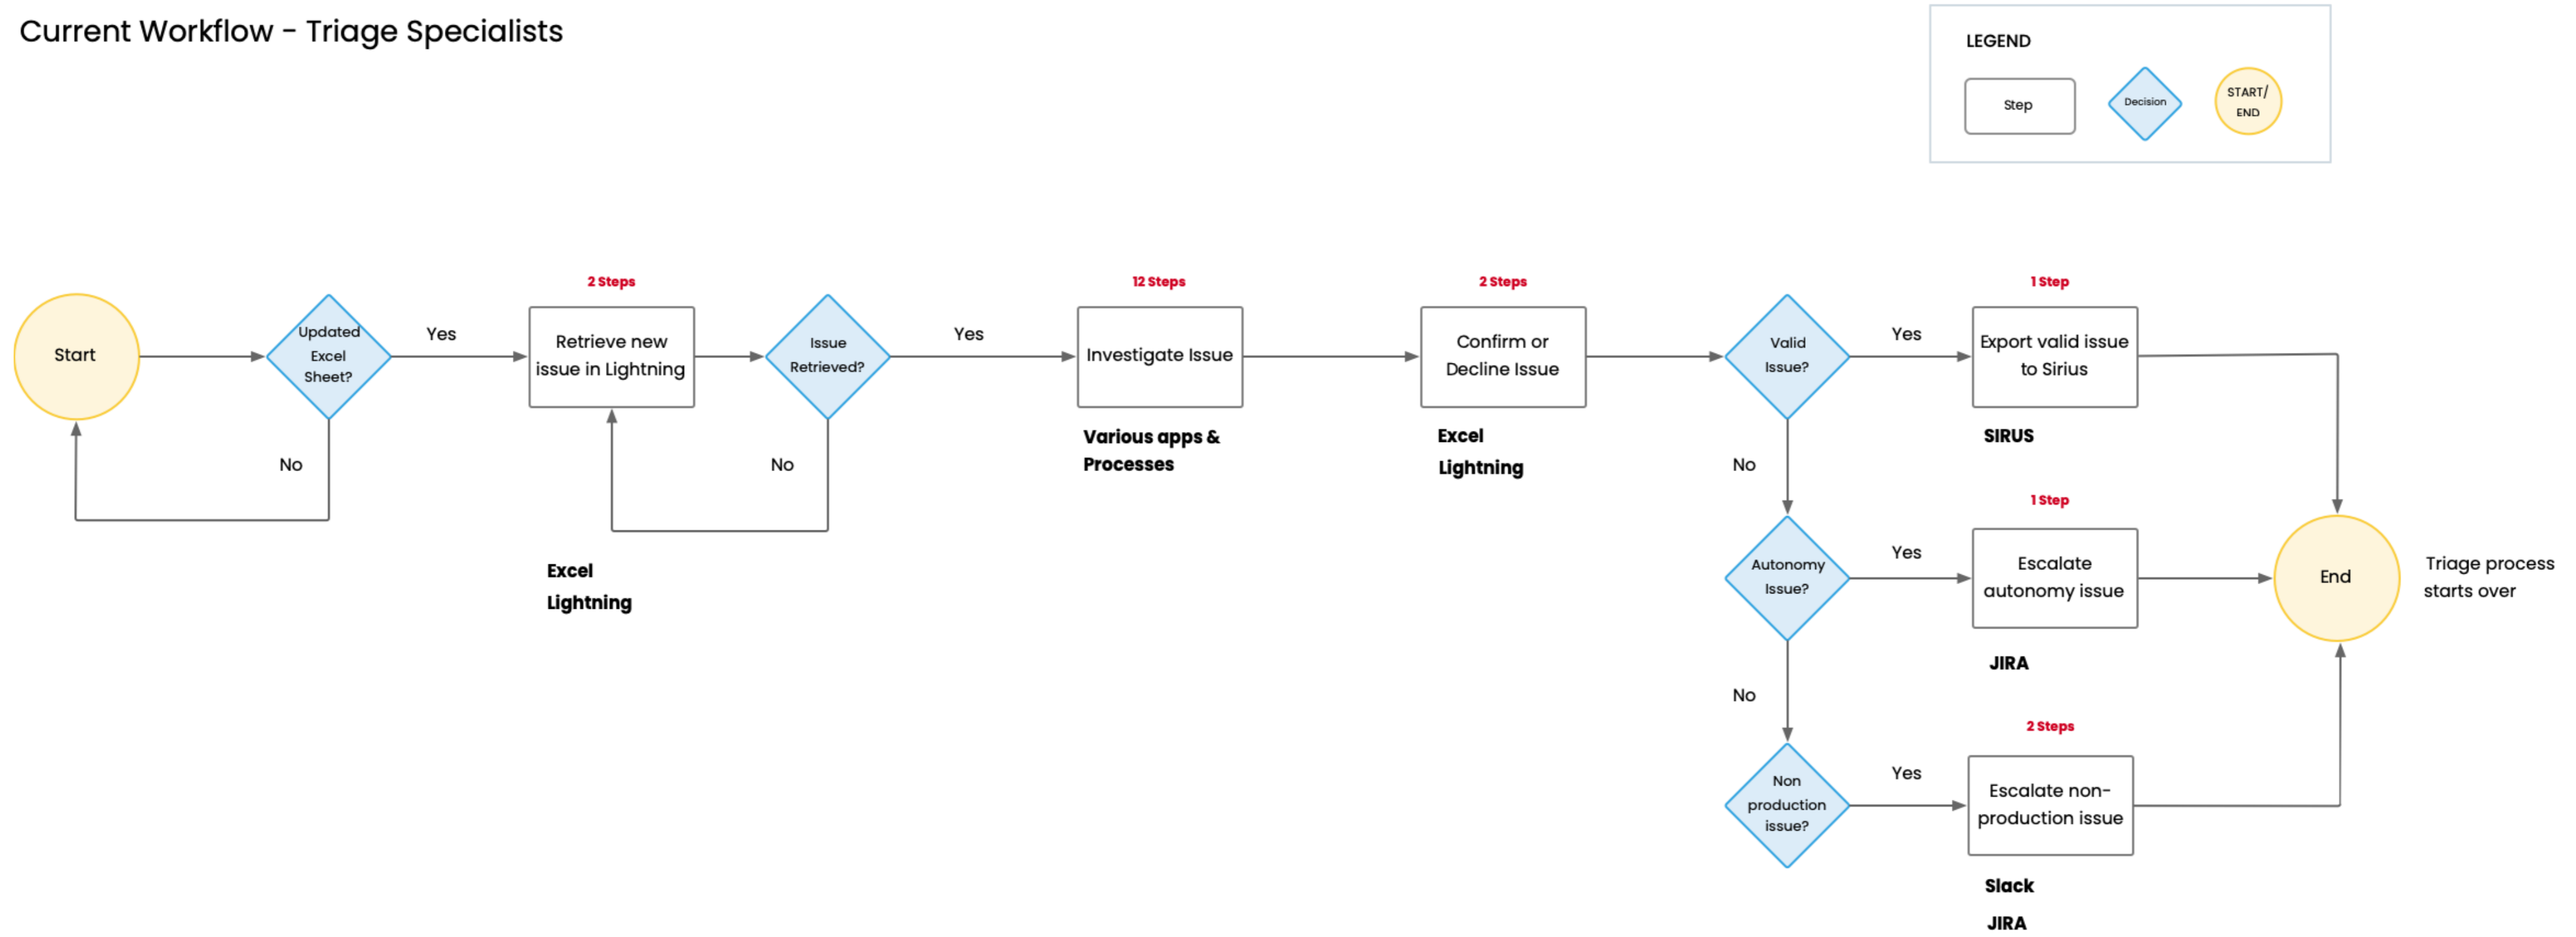 Current Workflow - Triage Specialists
LEGEND
Step
Decision
START/
END
2 Steps
12 Steps
2 Steps
1 Step
Start
Updated
Excel
Sheet?
Yes
Retrieve new
issue in Lightning
Issue
Retrieved?
Yes
Investigate Issue
Confirm or
Decline Issue
Valid
Issue?
Yes
Export valid issue
to Sirius
No
No
Various apps &
Processes
Excel
Lightning
No
SIRUS
Excel
Lightning
1 Step
Autonomy
Issue?
Yes
Escalate
autonomy issue
End
Triage process
starts over
JIRA
No
2 Steps
Non
production
issue?
Yes
Escalate non-
production issue
Slack
JIRA